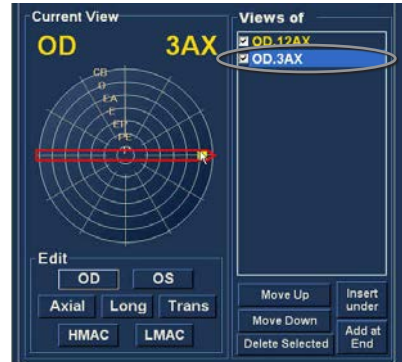 Current View
OD 3AX
CB
O
EA
E
EP
PE
Edit
OD OS
Axial Long Trans
HMAC LMAC
Views of
OD.12AX
OD.3AX
Move Up
Move Down
Delete Selected
Insert
under
Add at
End